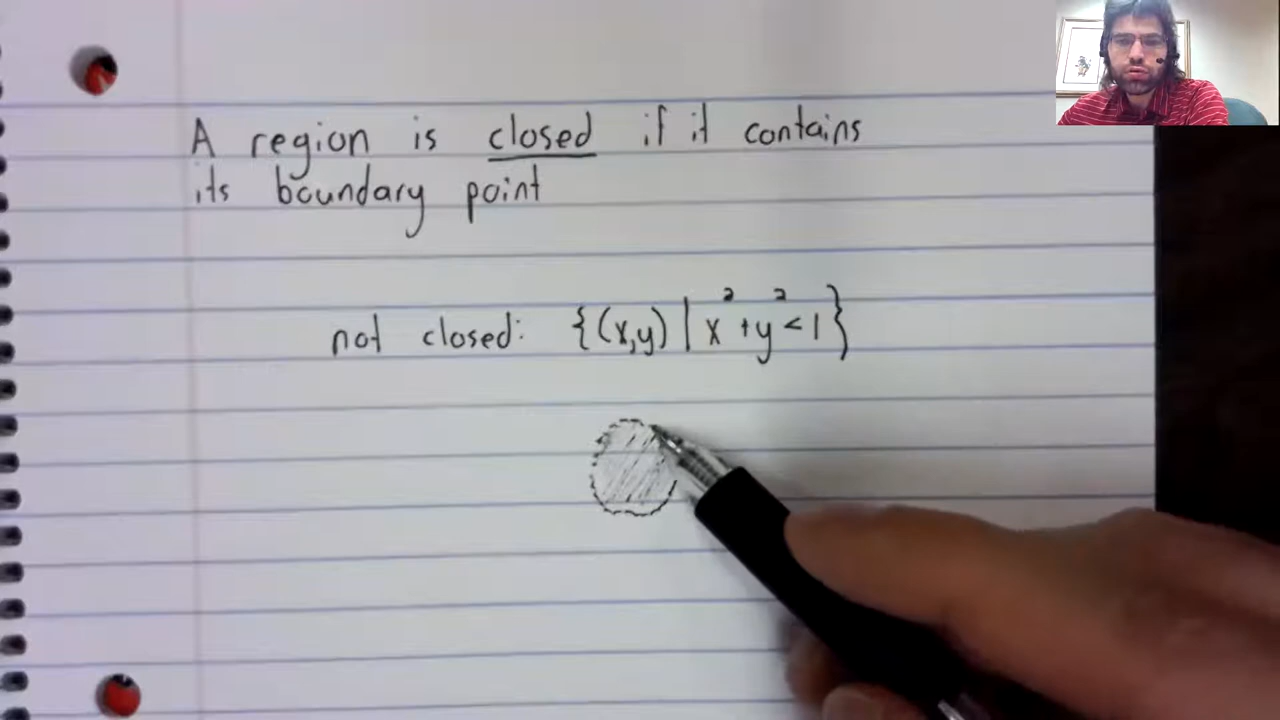 A region is closed if it contains
its boundary point
not closed: {(x,y) | x² + y² < 1}